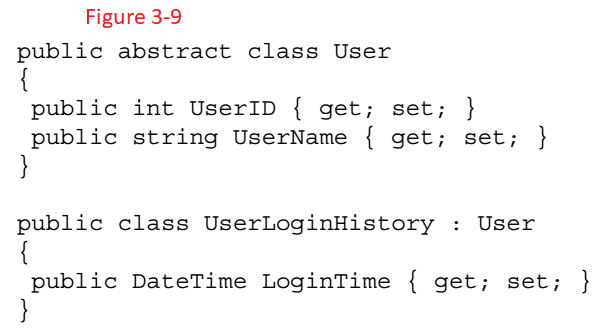 Figure 3-9
public abstract class User
{
public int UserID { get; set; }
public string UserName { get; set; }
}
public class UserLoginHistory : User
{
public DateTime LoginTime { get; set; }
}